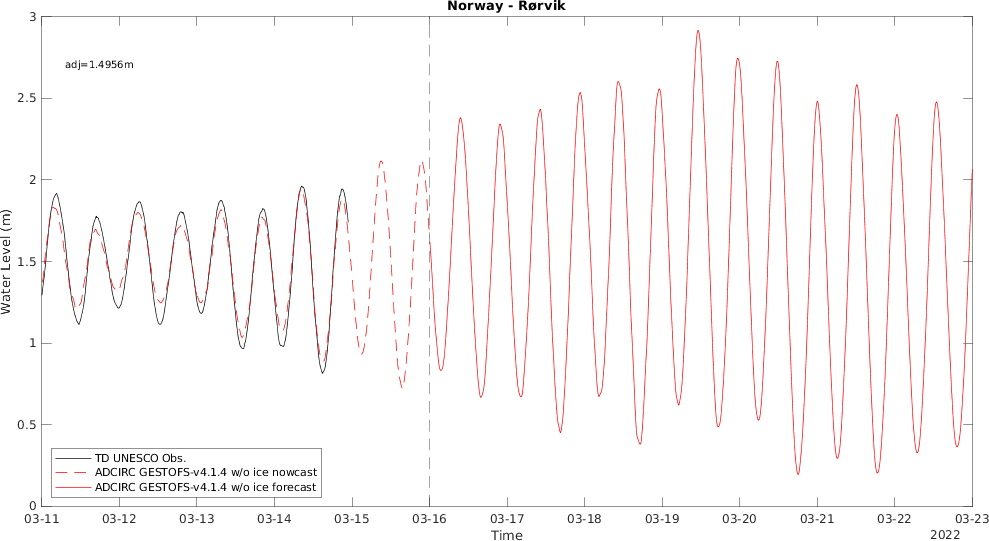 Norway - Rørvik
3
adj=1.4956m
2.5
2
Water Level (m)
1.5
1
0.5
TD UNESCO Obs.
ADCIRC GESTOFS-v4.1.4 w/o ice nowcast
ADCIRC GESTOFS-v4.1.4 w/o ice forecast
0
03-11 03-12 03-13 03-14 03-15 03-16 03-17 03-18 03-19 03-20 03-21 03-22 03-23
Time
2022